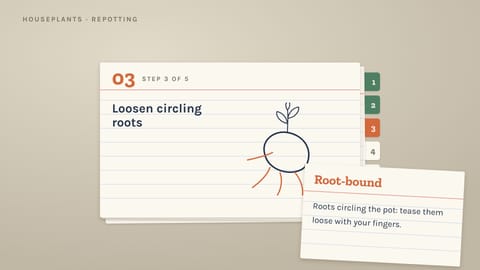 HOUSEPLANTS · REPOTTING
03 STEP 3 OF 5
Loosen circling
roots
1
2
3
4
Root-bound
Roots circling the pot: tease them
loose with your fingers.